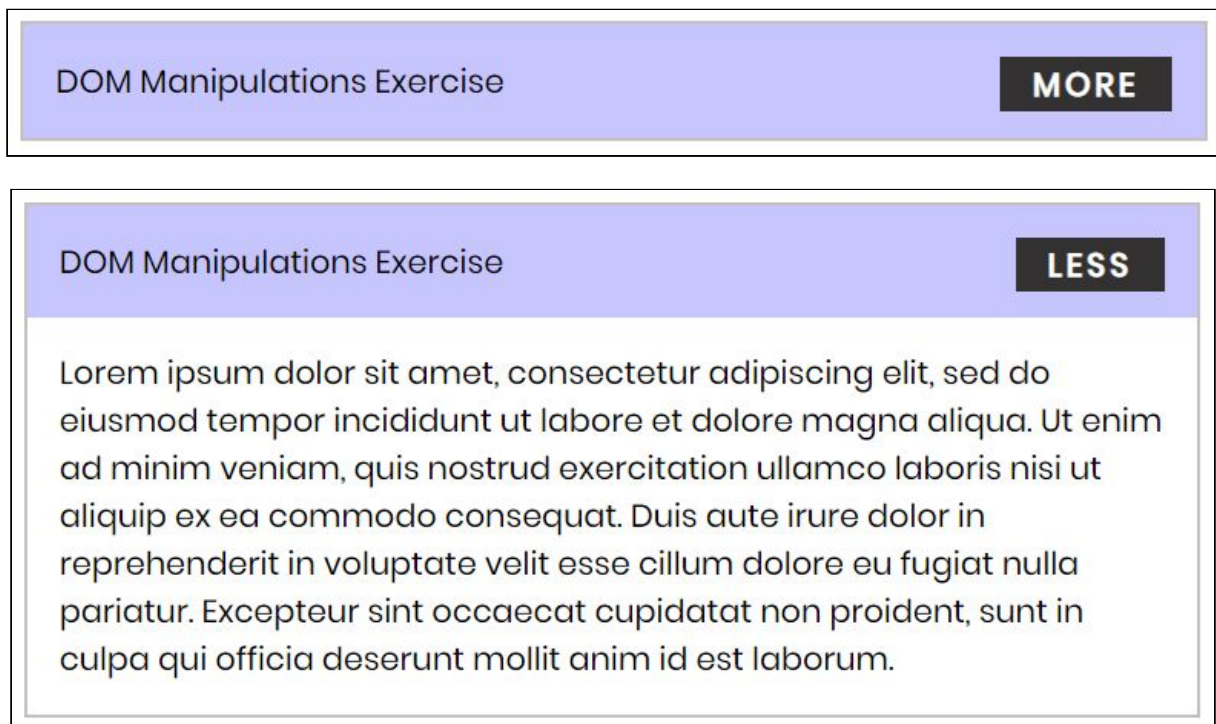 DOM Manipulations Exercise MORE
DOM Manipulations Exercise LESS
Lorem ipsum dolor sit amet, consectetur adipiscing elit, sed do
eiusmod tempor incididunt ut labore et dolore magna aliqua. Ut enim
ad minim veniam, quis nostrud exercitation ullamco laboris nisi ut
aliquip ex ea commodo consequat. Duis aute irure dolor in
reprehenderit in voluptate velit esse cillum dolore eu fugiat nulla
pariatur. Excepteur sint occaecat cupidatat non proident, sunt in
culpa qui officia deserunt mollit anim id est laborum.